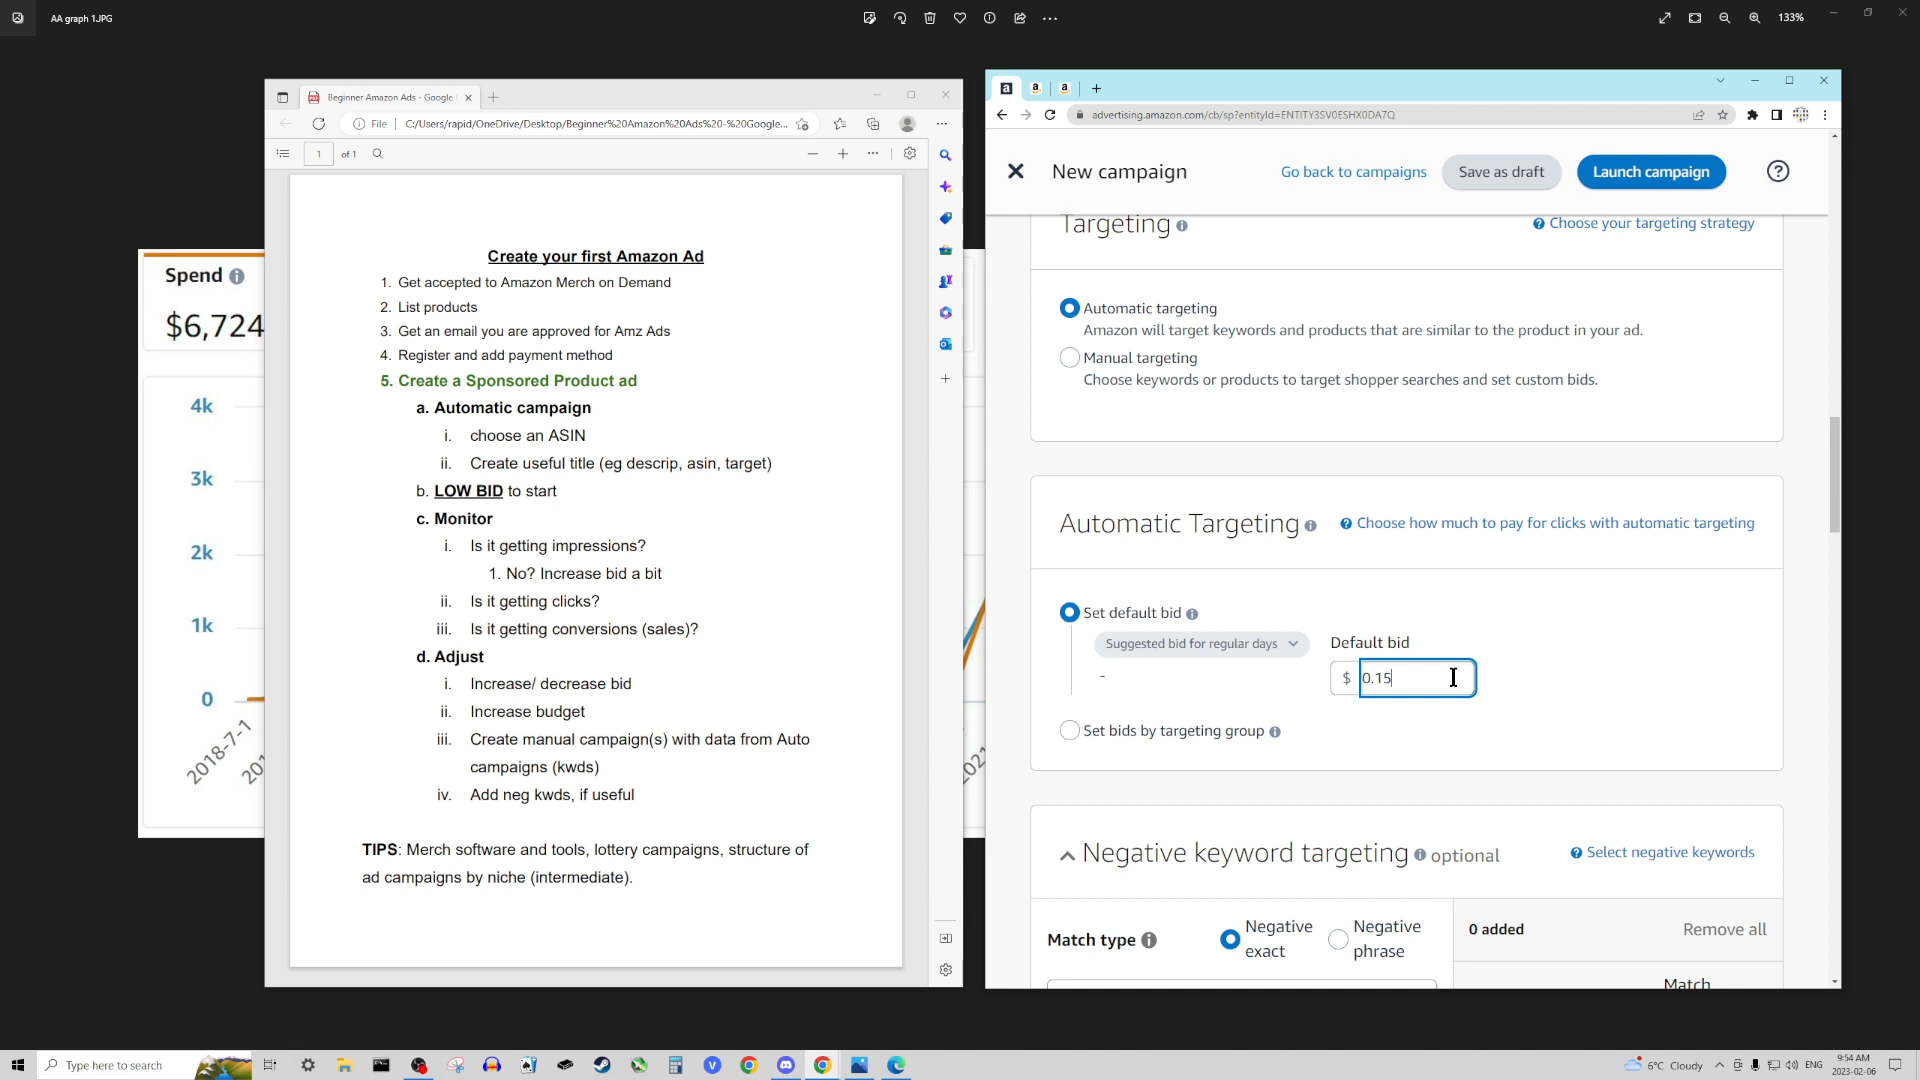 AA graph 1.JPG
133%
Spend
$6,724
4k
3k
2k
1k
0
2018-7-1
Beginner Amazon Ads - Google
File
C:/Users/rapid/OneDrive/Desktop/Beginner%20Amazon%20Ads%20-%20Google...
1
of 1
Create your first Amazon Ad
1. Get accepted to Amazon Merch on Demand
2. List products
3. Get an email you are approved for Amz Ads
4. Register and add payment method
5. Create a Sponsored Product ad
a. Automatic campaign
i. choose an ASIN
ii. Create useful title (eg descrip, asin, target)
b. LOW BID to start
c. Monitor
i. Is it getting impressions?
1. No? Increase bid a bit
ii. Is it getting clicks?
iii. Is it getting conversions (sales)?
d. Adjust
i. Increase/ decrease bid
ii. Increase budget
iii. Create manual campaign(s) with data from Auto
campaigns (kwds)
iv. Add neg kwds, if useful
TIPS: Merch software and tools, lottery campaigns, structure of
ad campaigns by niche (intermediate).
advertising.amazon.com/cb/sp?entityId=ENTITY3SV0ESHX0DA7Q
New campaign
Go back to campaigns
Save as draft
Launch campaign
Targeting
Choose your targeting strategy
Automatic targeting
Amazon will target keywords and products that are similar to the product in your ad.
Manual targeting
Choose keywords or products to target shopper searches and set custom bids.
Automatic Targeting
Choose how much to pay for clicks with automatic targeting
Set default bid
Suggested bid for regular days
Default bid
-
$ 0.15
Set bids by targeting group
Negative keyword targeting optional
Select negative keywords
Match type
Negative
exact
Negative
phrase
0 added
Remove all
Match
Type here to search
6°C Cloudy
ENG
9:54 AM
2023-02-06